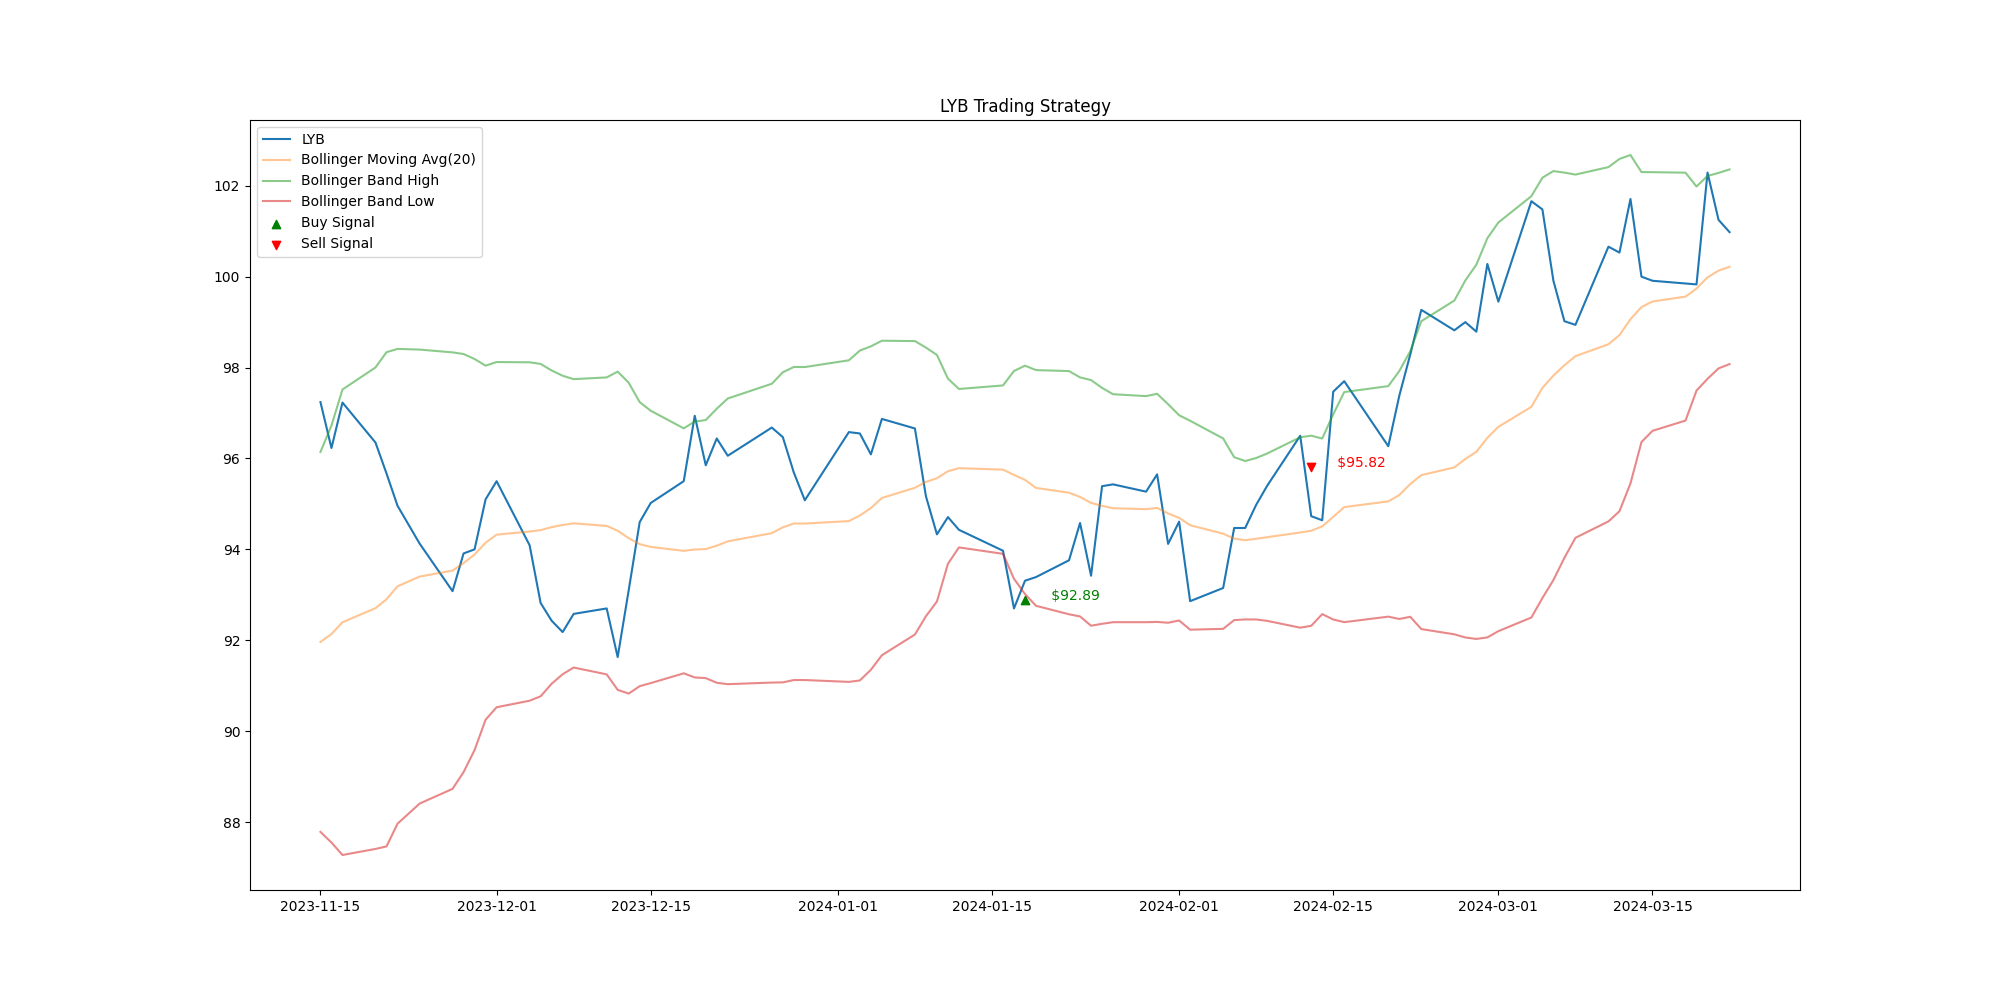 LYB Trading Strategy
LYB
Bollinger Moving Avg(20)
Bollinger Band High
Bollinger Band Low
Buy Signal
Sell Signal
102
100
98
96
94
92
90
88
$95.82
$92.89
2023-11-15
2023-12-01
2023-12-15
2024-01-01
2024-01-15
2024-02-01
2024-02-15
2024-03-01
2024-03-15